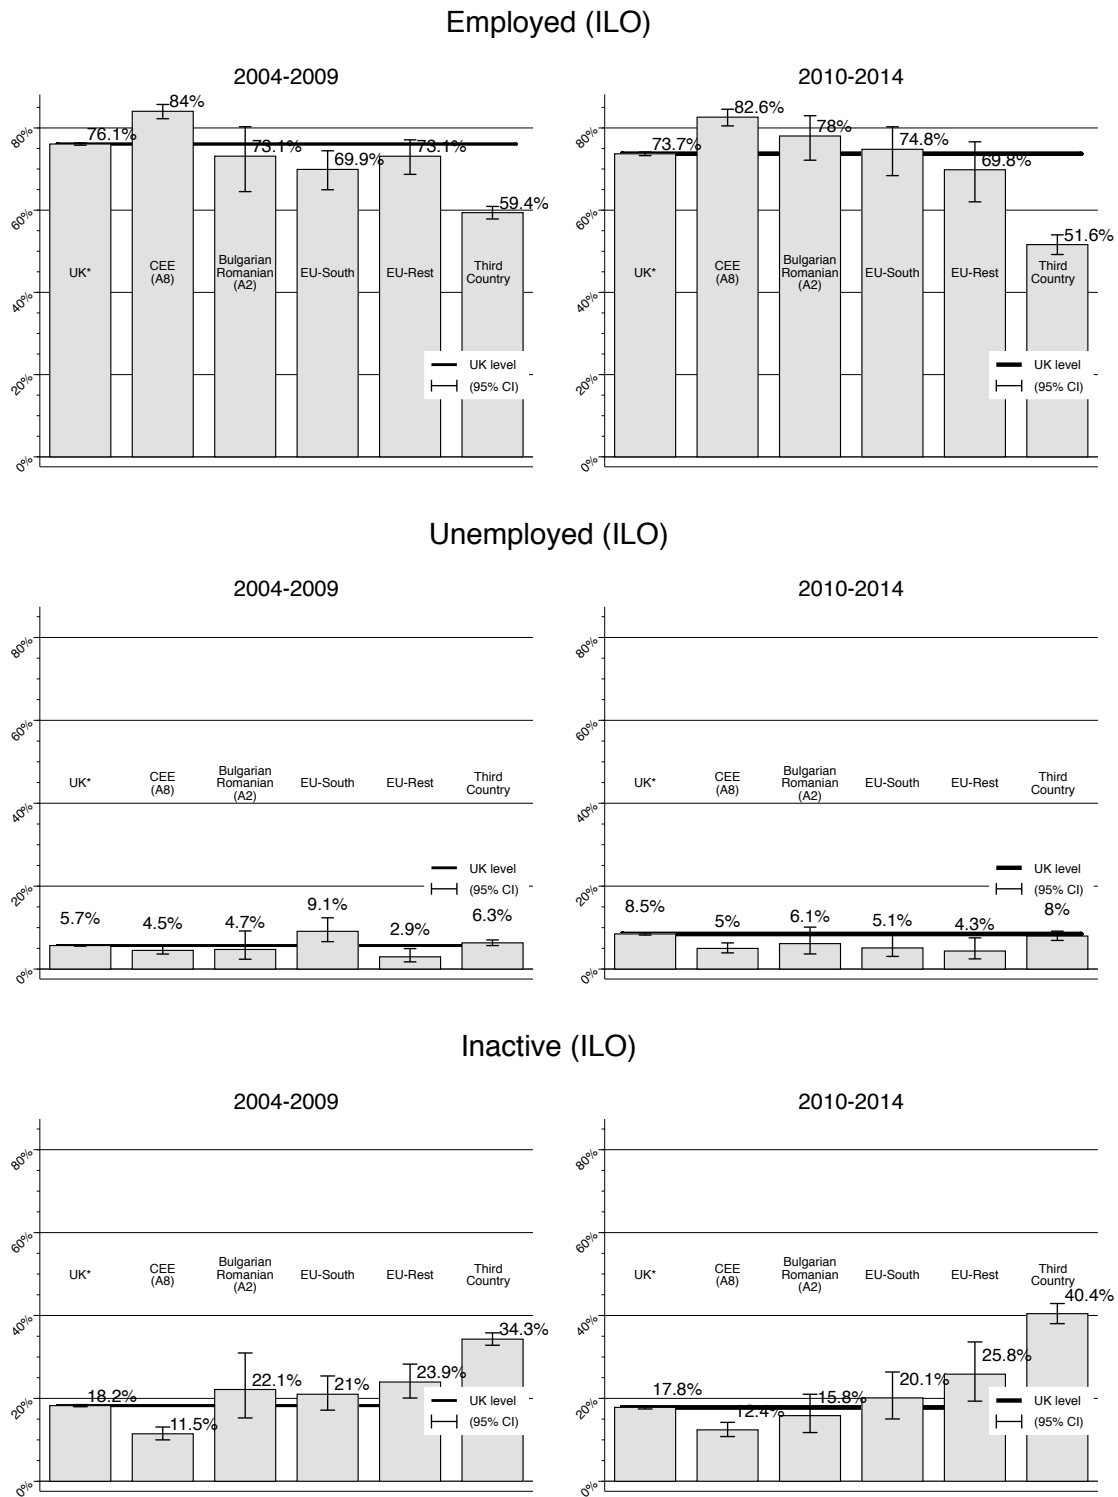 Employed (ILO)
2004-2009
80%
60%
40%
20%
0%
76.1%
84%
73.1%
69.9%
73.1%
59.4%
UK*
CEE
(A8)
Bulgarian
Romanian
(A2)
EU-South
EU-Rest
Third
Country
UK level
(95% CI)
2010-2014
80%
60%
40%
20%
0%
73.7%
82.6%
78%
74.8%
69.8%
51.6%
UK*
CEE
(A8)
Bulgarian
Romanian
(A2)
EU-South
EU-Rest
Third
Country
UK level
(95% CI)
Unemployed (ILO)
2004-2009
80%
60%
40%
20%
0%
UK*
CEE
(A8)
Bulgarian
Romanian
(A2)
EU-South
EU-Rest
Third
Country
UK level
(95% CI)
5.7%
4.5%
4.7%
9.1%
2.9%
6.3%
2010-2014
80%
60%
40%
20%
0%
UK*
CEE
(A8)
Bulgarian
Romanian
(A2)
EU-South
EU-Rest
Third
Country
UK level
(95% CI)
8.5%
5%
6.1%
5.1%
4.3%
8%
Inactive (ILO)
2004-2009
80%
60%
40%
20%
0%
UK*
CEE
(A8)
Bulgarian
Romanian
(A2)
EU-South
EU-Rest
Third
Country
18.2%
11.5%
22.1%
21%
23.9%
34.3%
UK level
(95% CI)
2010-2014
80%
60%
40%
20%
0%
UK*
CEE
(A8)
Bulgarian
Romanian
(A2)
EU-South
EU-Rest
Third
Country
17.8%
12.4%
15.8%
20.1%
25.8%
40.4%
UK level
(95% CI)